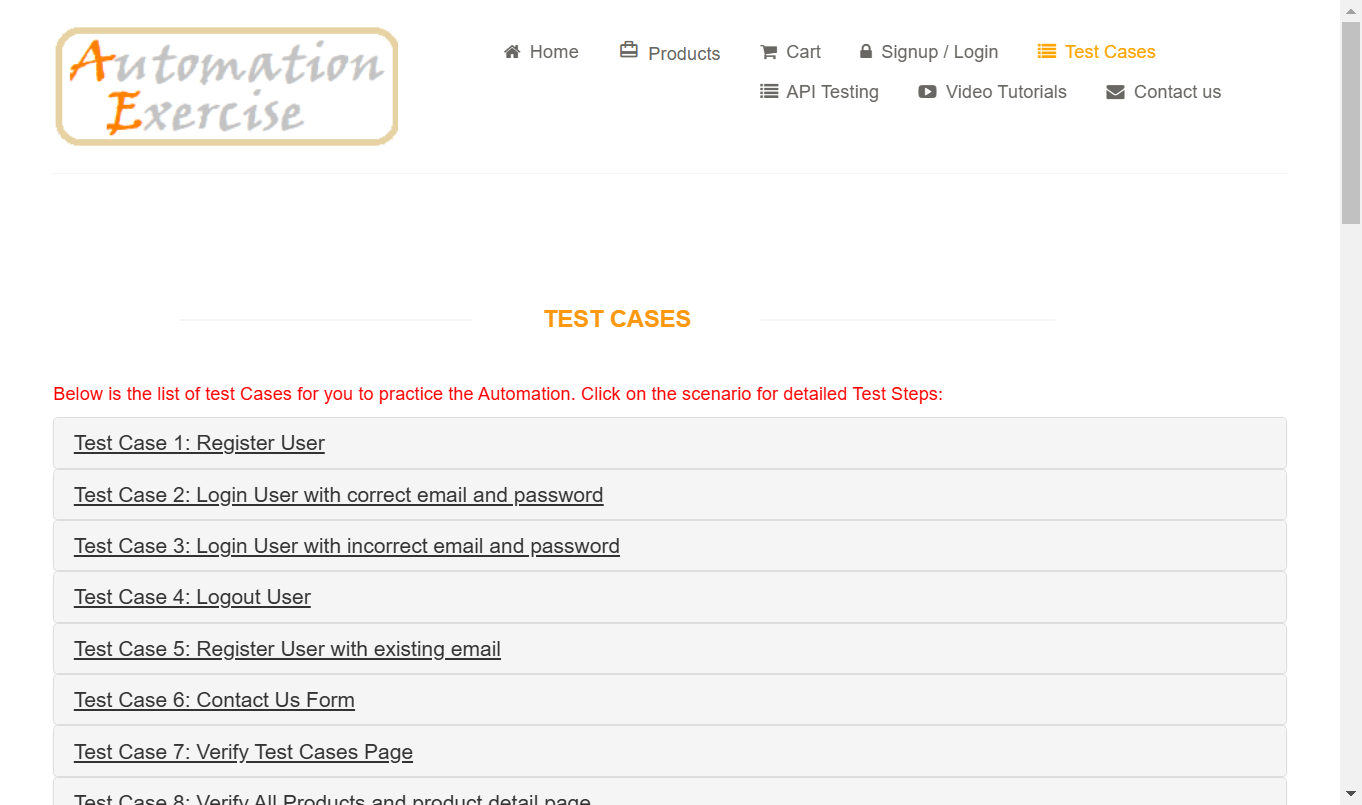 Automation
Exercise
Home Products Cart Signup / Login Test Cases
API Testing Video Tutorials Contact us
TEST CASES
Below is the list of test Cases for you to practice the Automation. Click on the scenario for detailed Test Steps:
Test Case 1: Register User
Test Case 2: Login User with correct email and password
Test Case 3: Login User with incorrect email and password
Test Case 4: Logout User
Test Case 5: Register User with existing email
Test Case 6: Contact Us Form
Test Case 7: Verify Test Cases Page
Test Case 8: Verify All Products and product detail page